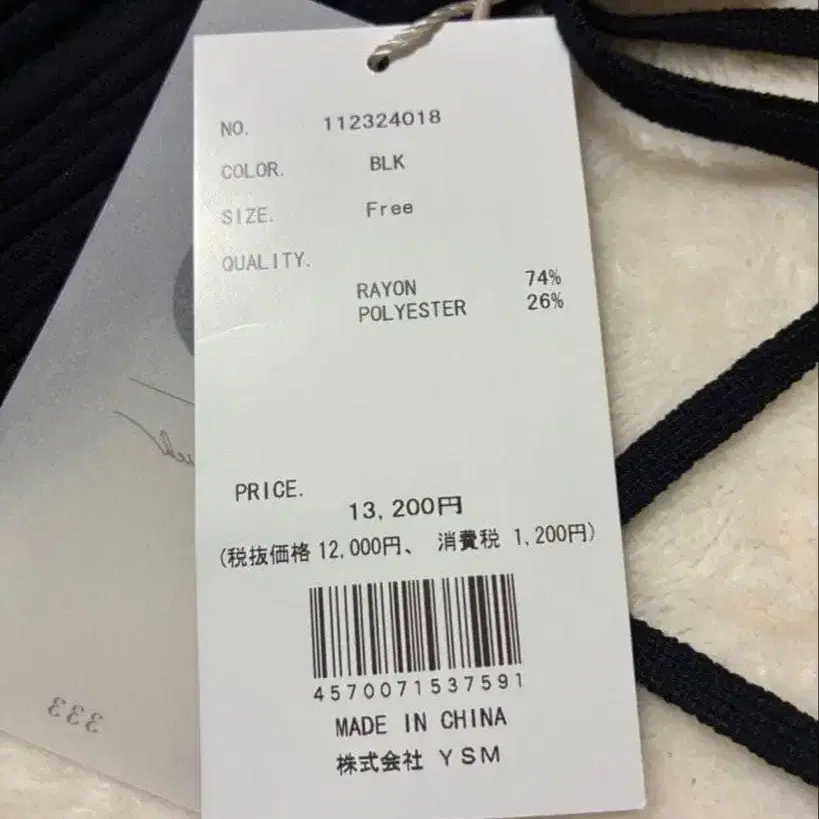 NO. 112324018
COLOR. BLK
SIZE. Free
QUALITY.
RAYON 74%
POLYESTER 26%
PRICE.
13,200円
(税抜価格 12,000円、 消費税 1,200円)
4570071537591
MADE IN CHINA
株式会社 YSM
333